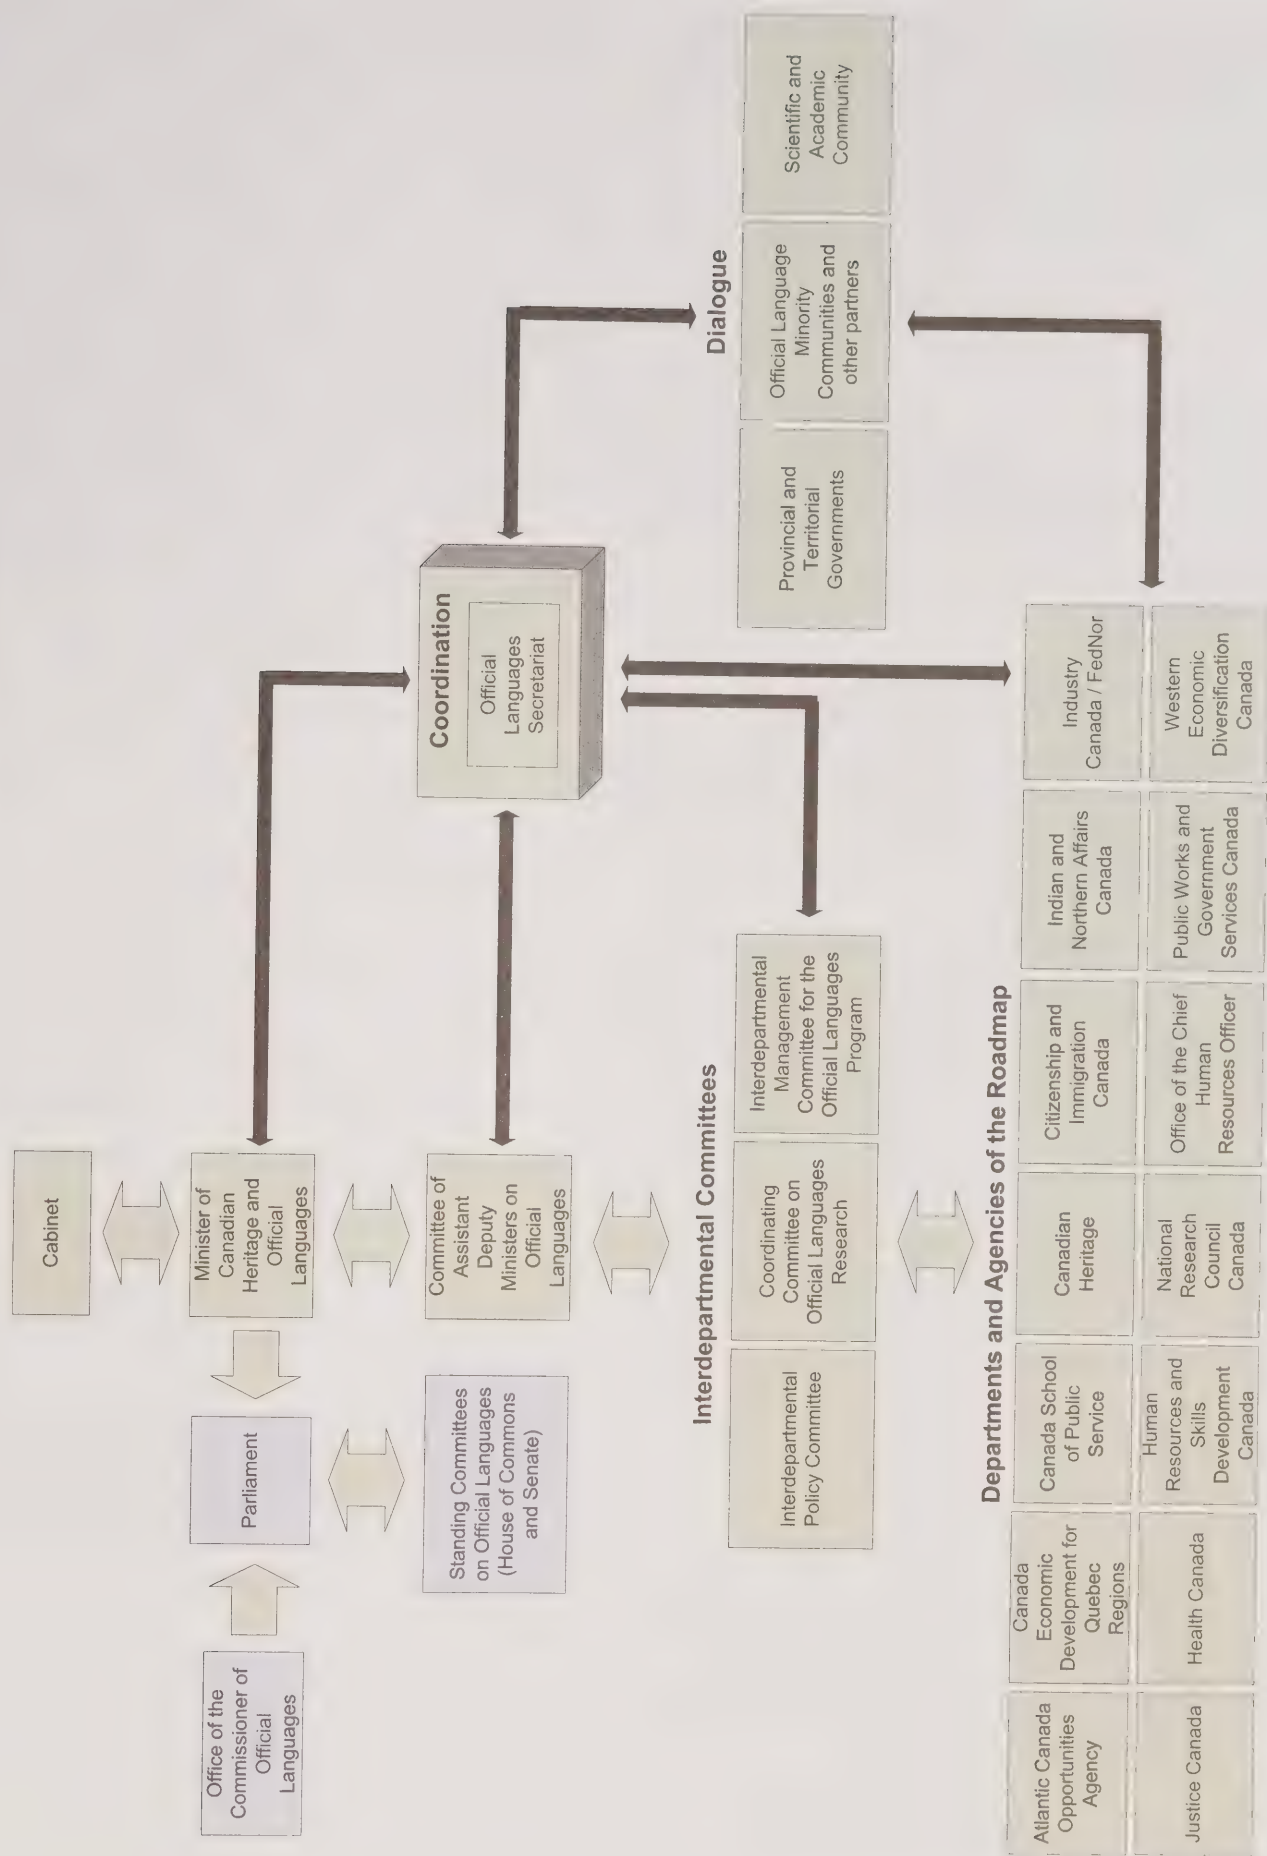 Cabinet
Office of the
Commissioner of
Official
Languages
Parliament
Minister of
Canadian
Heritage and
Official
Languages
Standing Committees
on Official Languages
(House of Commons
and Senate)
Committee of
Assistant
Deputy
Ministers on
Official
Languages
Coordination
Official
Languages
Secretariat
Interdepartmental Committees
Interdepartmental
Policy Committee
Coordinating
Committee on
Official Languages
Research
Interdepartmental
Management
Committee for the
Official Languages
Program
Dialogue
Provincial and
Territorial
Governments
Official Language
Minority
Communities and
other partners
Scientific and
Academic
Community
Departments and Agencies of the Roadmap
Atlantic Canada
Opportunities
Agency
Canada
Economic
Development for
Quebec
Regions
Canada School
of Public
Service
Canadian
Heritage
Citizenship and
Immigration
Canada
Indian and
Northern Affairs
Canada
Industry
Canada / FedNor
Justice Canada
Health Canada
Human
Resources and
Skills
Development
Canada
National
Research
Council
Canada
Office of the Chief
Human
Resources Officer
Public Works and
Government
Services Canada
Western
Economic
Diversification
Canada